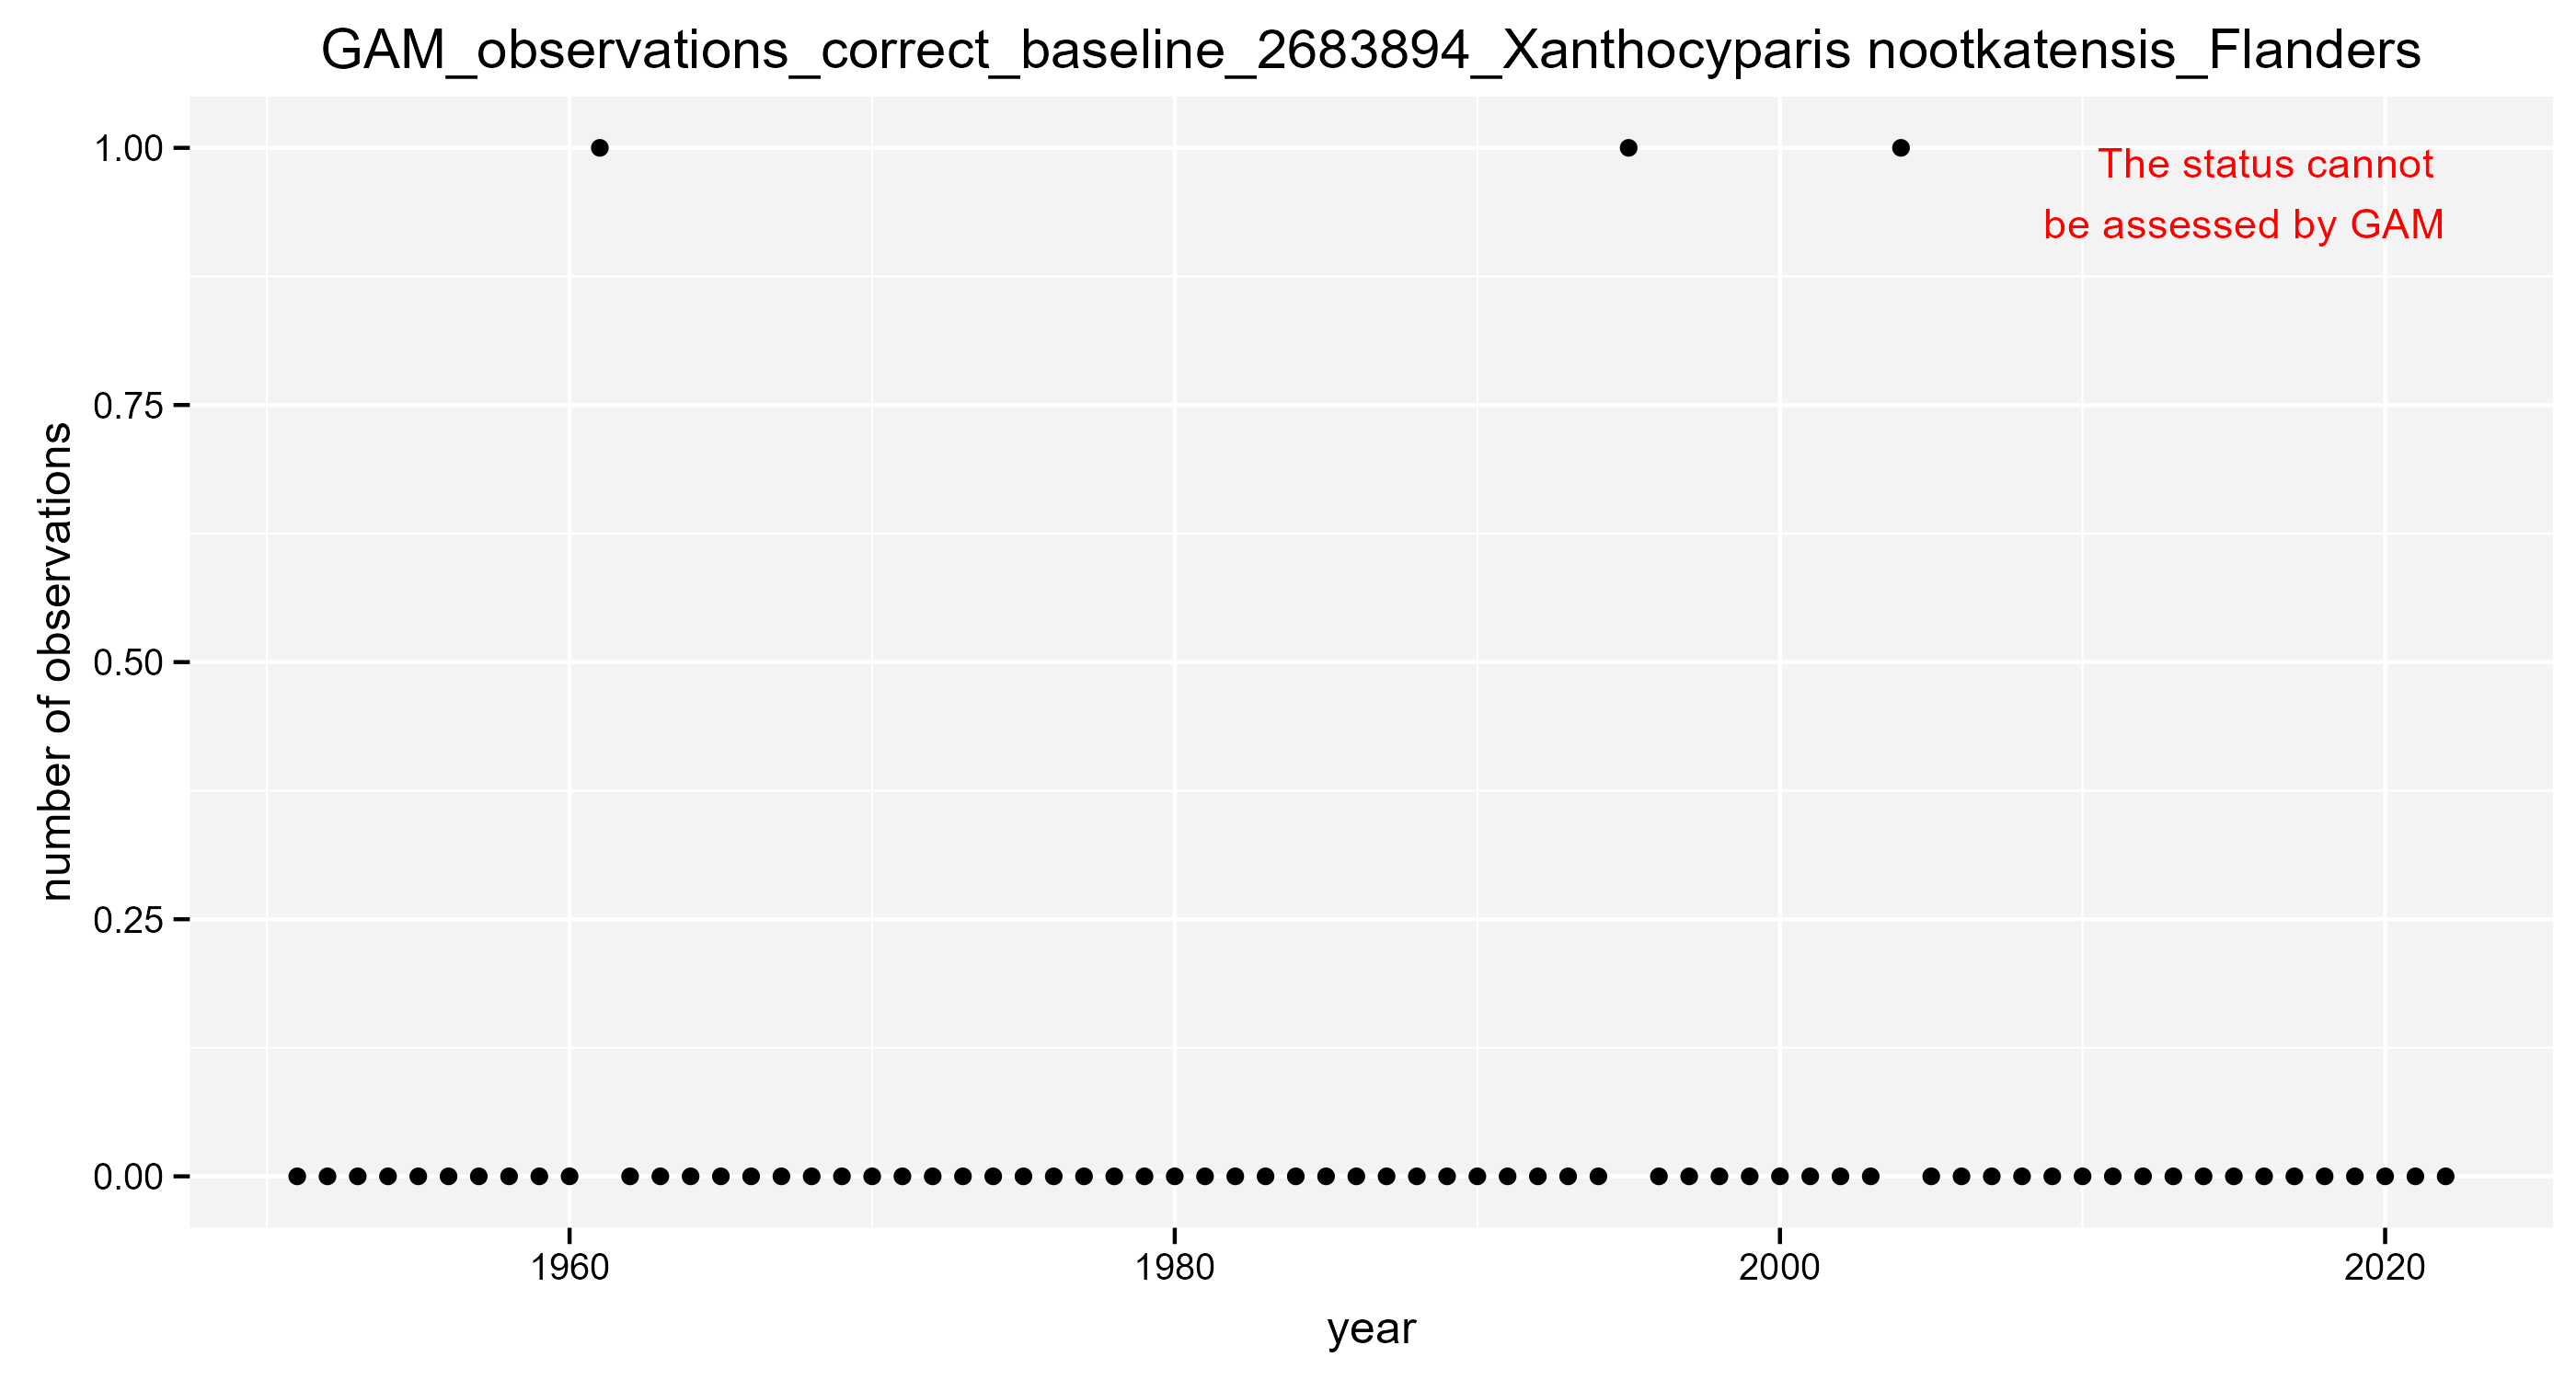 GAM_observations_correct_baseline_2683894_Xanthocyparis nootkatensis_Flanders
The status cannot
be assessed by GAM
number of observations
1.00
0.75
0.50
0.25
0.00
1960
1980
2000
2020
year